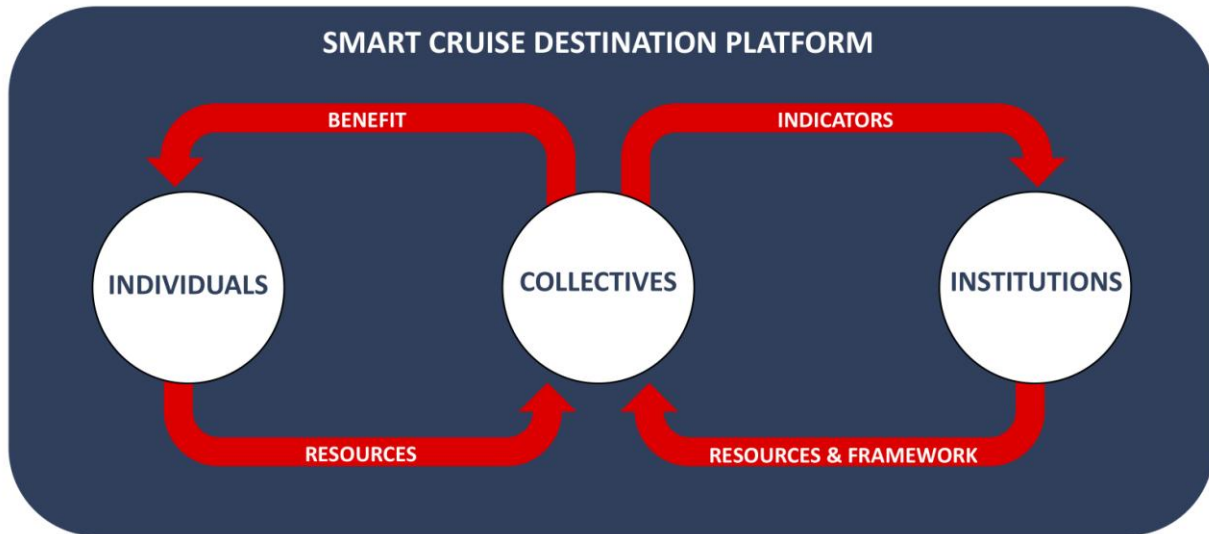 SMART CRUISE DESTINATION PLATFORM
BENEFIT
INDICATORS
INDIVIDUALS
COLLECTIVES
INSTITUTIONS
RESOURCES
RESOURCES & FRAMEWORK